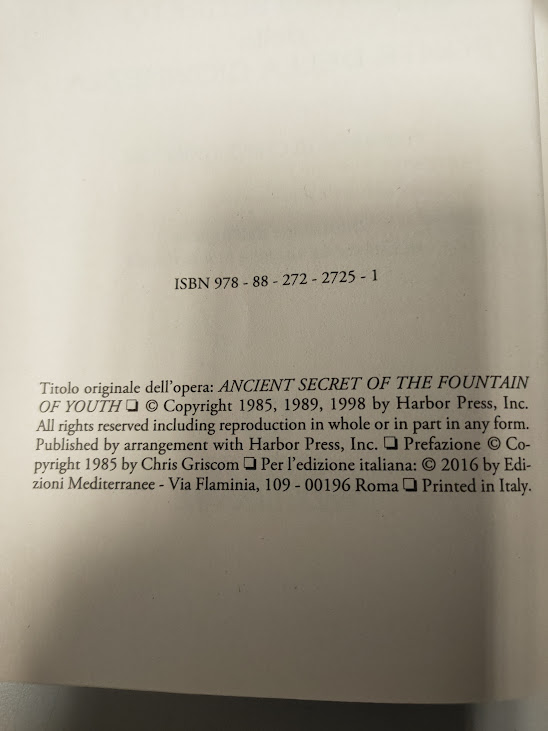 ISBN 978 - 88 - 272 - 2725 - 1
Titolo originale dell'opera: ANCIENT SECRET OF THE FOUNTAIN
OF YOUTH ❏ © Copyright 1985, 1989, 1998 by Harbor Press, Inc.
All rights reserved including reproduction in whole or in part in any form.
Published by arrangement with Harbor Press, Inc. ❏ Prefazione © Co-
pyright 1985 by Chris Griscom ❏ Per l'edizione italiana: © 2016 by Edi-
zioni Mediterranee - Via Flaminia, 109 - 00196 Roma ❏ Printed in Italy.